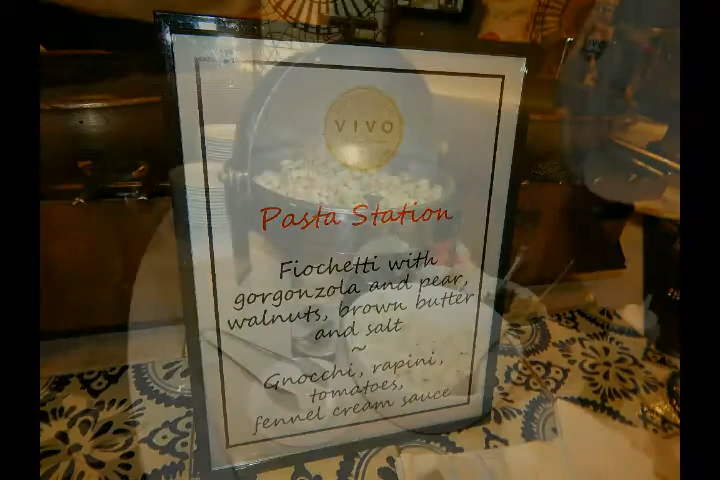 VIVO
Pasta Station
Fiochetti with
gorgonzola and pear,
walnuts, brown butter
and salt
~
Gnocchi, rapini,
tomatoes,
fennel cream sauce